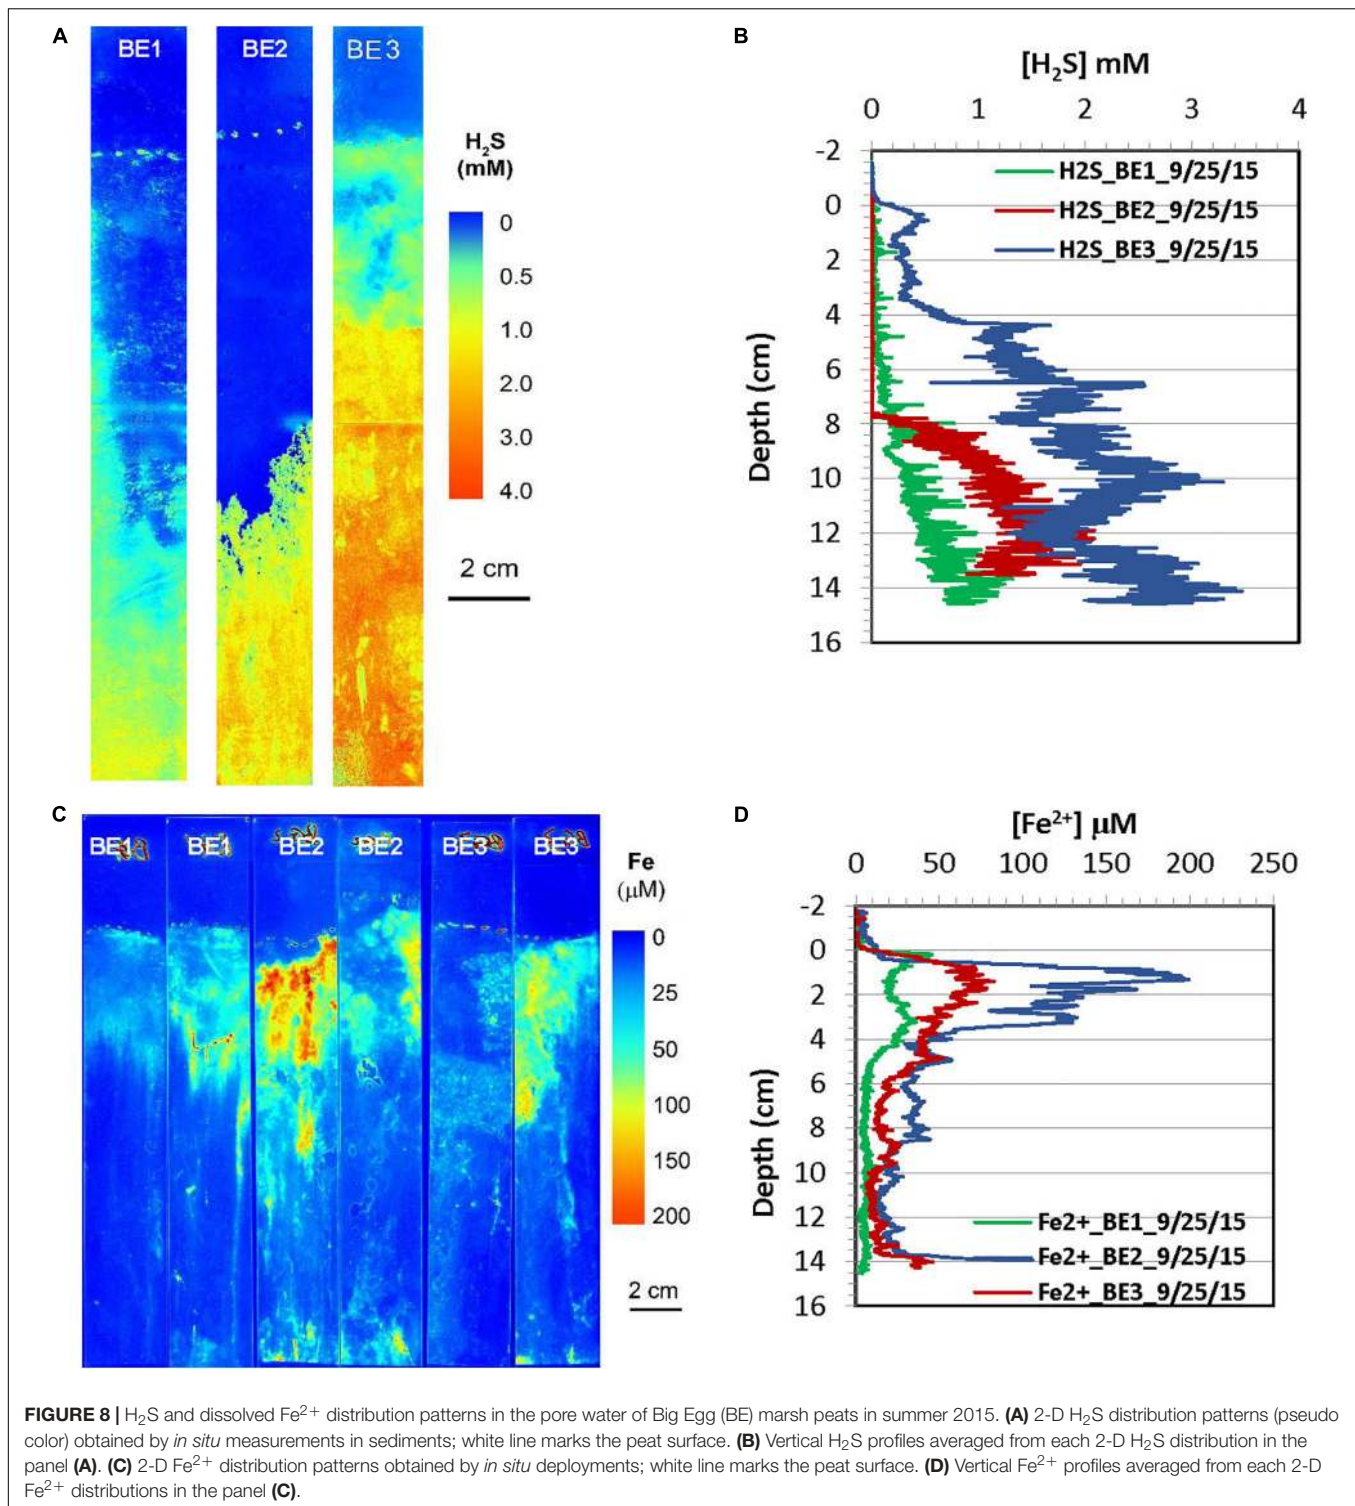 A
BE1
BE2
BE3
H₂S
(mM)
0
0.5
1.0
2.0
3.0
4.0
2 cm
B
[H₂S] mM
0 1 2 3 4
-2
0
2
4
6
8
10
12
14
16
Depth (cm)
H2S_BE1_9/25/15
H2S_BE2_9/25/15
H2S_BE3_9/25/15
C
BE1 BE1 BE2 BE2 BE3 BE3
Fe
(μM)
0
25
50
100
150
200
2 cm
D
[Fe²⁺] μM
0 50 100 150 200 250
-2
0
2
4
6
8
10
12
14
16
Depth (cm)
Fe2+_BE1_9/25/15
Fe2+_BE2_9/25/15
Fe2+_BE3_9/25/15
FIGURE 8 | H₂S and dissolved Fe²⁺ distribution patterns in the pore water of Big Egg (BE) marsh peats in summer 2015. (A) 2-D H₂S distribution patterns (pseudo
color) obtained by in situ measurements in sediments; white line marks the peat surface. (B) Vertical H₂S profiles averaged from each 2-D H₂S distribution in the
panel (A). (C) 2-D Fe²⁺ distribution patterns obtained by in situ deployments; white line marks the peat surface. (D) Vertical Fe²⁺ profiles averaged from each 2-D
Fe²⁺ distributions in the panel (C).